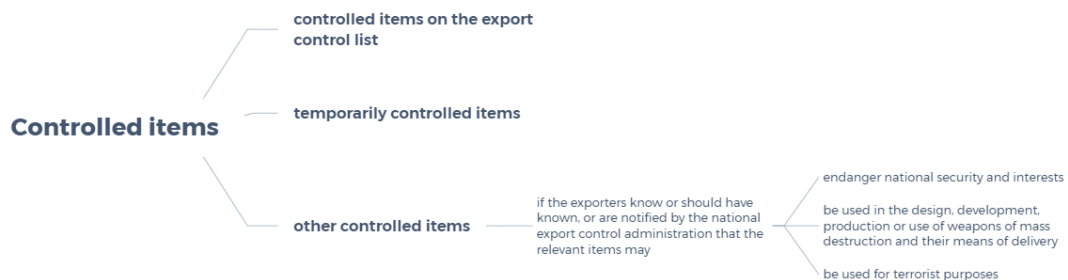 Controlled items
controlled items on the export
control list
temporarily controlled items
other controlled items
if the exporters know or should have
known, or are notified by the national
export control administration that the
relevant items may
endanger national security and interests
be used in the design, development,
production or use of weapons of mass
destruction and their means of delivery
be used for terrorist purposes